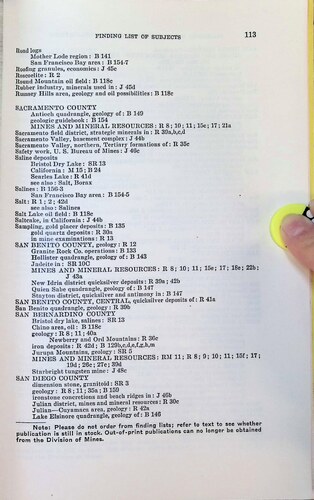 FINDING LIST OF SUBJECTS 113
Road logs
Mother Lode region : B 141
San Francisco Bay area : B 154-7
Roofing granules, economics : J 45c
Roscoelite : R 2
Round Mountain oil field : B 118c
Rubber industry, minerals used in : J 45d
Rumsey Hills area, geology and oil possibilities : B 118c
SACRAMENTO COUNTY
Antioch quadrangle, geology of : B 149
geologic guidebook : B 154
MINES AND MINERAL RESOURCES : R 8; 10; 11; 15c; 17; 21a
Sacramento field district, strategic minerals in : R 39a,b,c,d
Sacramento Valley, basement complex : J 44b
Sacramento Valley, northern, Tertiary formations of : R 35c
Safety work, U. S. Bureau of Mines : J 46c
Saline deposits
Bristol Dry Lake : SR 13
California : M 15; B 24
Searles Lake : R 41d
see also : Salt, Borax
Salines : B 156-3
San Francisco Bay area : B 154-5
Salt : R 1; 2; 42d
see also : Salines
Salt Lake oil field : B 118c
Saltcake, in California : J 44b
Sampling, gold placer deposits : B 135
gold quartz deposits : R 30a
in mine examinations : R 13
SAN BENITO COUNTY, geology : R 12
Granite Rock Co. operations : B 133
Hollister quadrangle, geology of : B 143
Jadeite in : SR 10C
MINES AND MINERAL RESOURCES : R 8; 10; 11; 15c; 17; 18c; 22b;
J 43a
New Idria district quicksilver deposits : R 39a; 42b
Quien Sabe quadrangle, geology of : B 147
Stayton district, quicksilver and antimony in : B 147
SAN BENITO COUNTY, CENTRAL, quicksilver deposits of : R 41a
San Benito quadrangle, geology of : R 39b
SAN BERNARDINO COUNTY
Bristol dry lake, salines : SR 13
Chino area, oil : B 118c
geology : R 8; 11; 40a
Newberry and Ord Mountains : R 36c
iron deposits : R 42d; B 129b,c,d,e,f,g,h,m
Jurupa Mountains, geology : SR 5
MINES AND MINERAL RESOURCES : RM 11; R 8; 9; 10; 11; 15f; 17;
19d; 26c; 27c; 39d
Starbright tungsten mine : J 48c
SAN DIEGO COUNTY
dimension stone, granitoid : SR 3
geology : R 8; 11; 35a; B 159
ironstone concretions and bench ridges in : J 46b
Julian district, mines and mineral resources : R 30c
Julian—Cuyamaca area, geology : R 42a
Lake Elsinore quadrangle, geology of : B 146
Note: Please do not order from finding lists; refer to text to see whether
publication is still in stock. Out-of-print publications can no longer be obtained
from the Division of Mines.